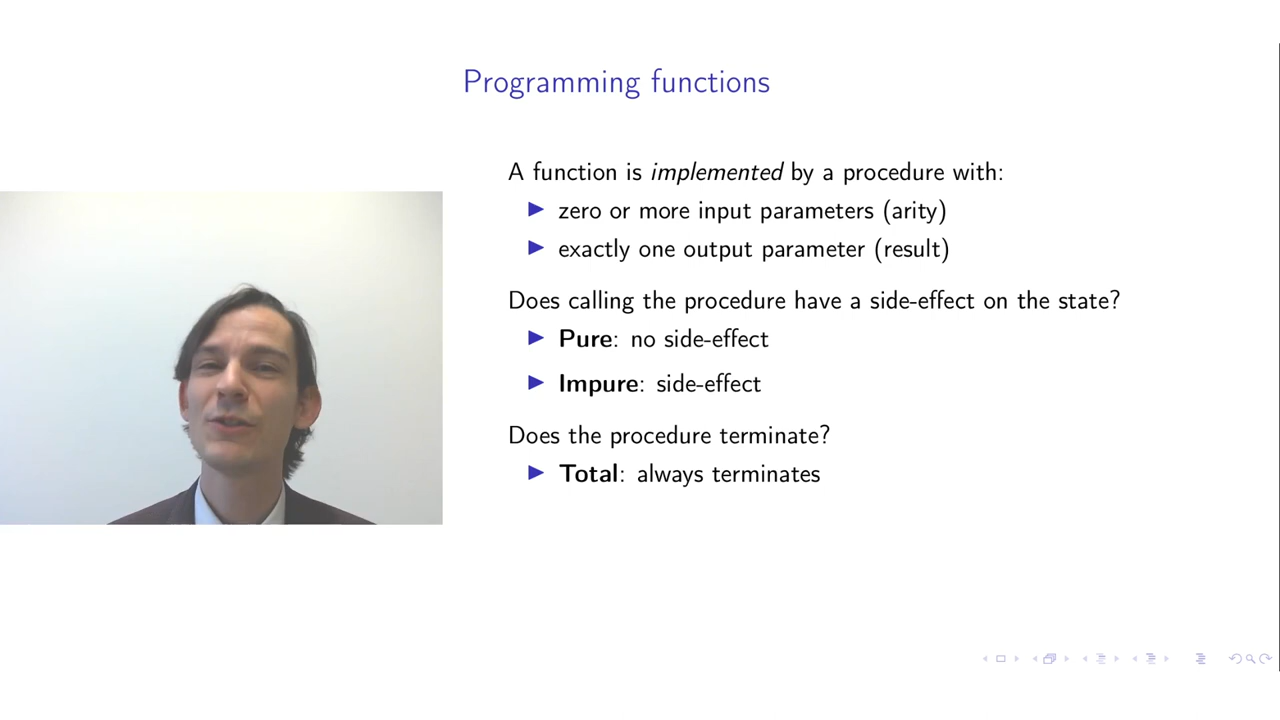 Programming functions
A function is implemented by a procedure with:
▶ zero or more input parameters (arity)
▶ exactly one output parameter (result)
Does calling the procedure have a side-effect on the state?
▶ Pure: no side-effect
▶ Impure: side-effect
Does the procedure terminate?
▶ Total: always terminates